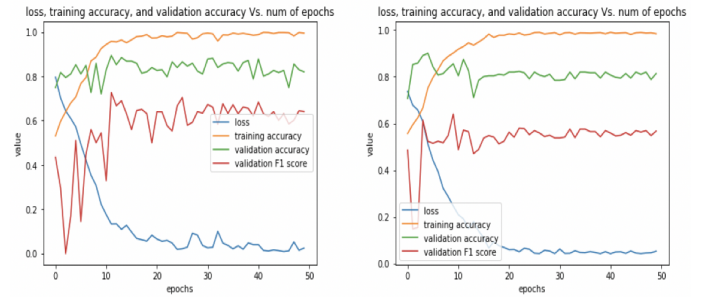 loss, training accuracy, and validation accuracy Vs. num of epochs
1.0
0.8
0.6
0.4
0.2
0.0
value
0
10
20
30
40
50
epochs
loss
training accuracy
validation accuracy
validation F1 score
loss, training accuracy, and validation accuracy Vs. num of epochs
1.0
0.8
0.6
0.4
0.2
0.0
value
0
10
20
30
40
50
epochs
loss
training accuracy
validation accuracy
validation F1 score